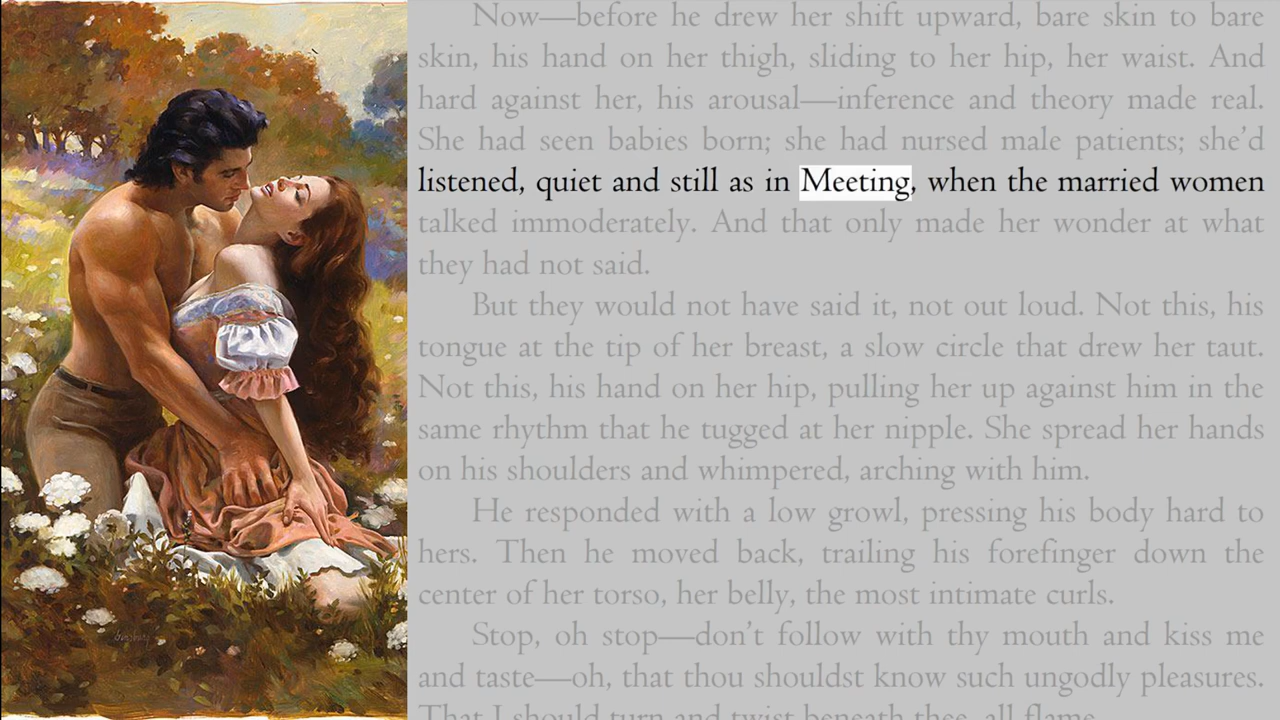 Now—before he drew her shift upward, bare skin to bare
skin, his hand on her thigh, sliding to her hip, her waist. And
hard against her, his arousal—inference and theory made real.
She had seen babies born; she had nursed male patients; she’d
listened, quiet and still as in Meeting, when the married women
talked immoderately. And that only made her wonder at what
they had not said.
But they would not have said it, not out loud. Not this, his
tongue at the tip of her breast, a slow circle that drew her taut.
Not this, his hand on her hip, pulling her up against him in the
same rhythm that he tugged at her nipple. She spread her hands
on his shoulders and whimpered, arching with him.
He responded with a low growl, pressing his body hard to
hers. Then he moved back, trailing his forefinger down the
center of her torso, her belly, the most intimate curls.
Stop, oh stop—don’t follow with thy mouth and kiss me
and taste—oh, that thou shouldst know such ungodly pleasures.
That I should turn and twist beneath thee, all flame